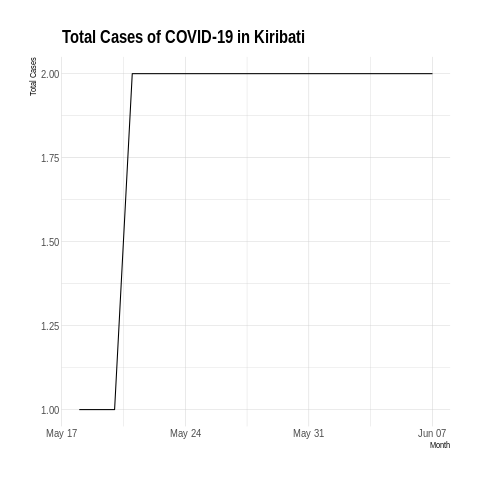 Total Cases of COVID-19 in Kiribati
Total Cases
2.00
1.75
1.50
1.25
1.00
May 17
May 24
May 31
Jun 07
Month